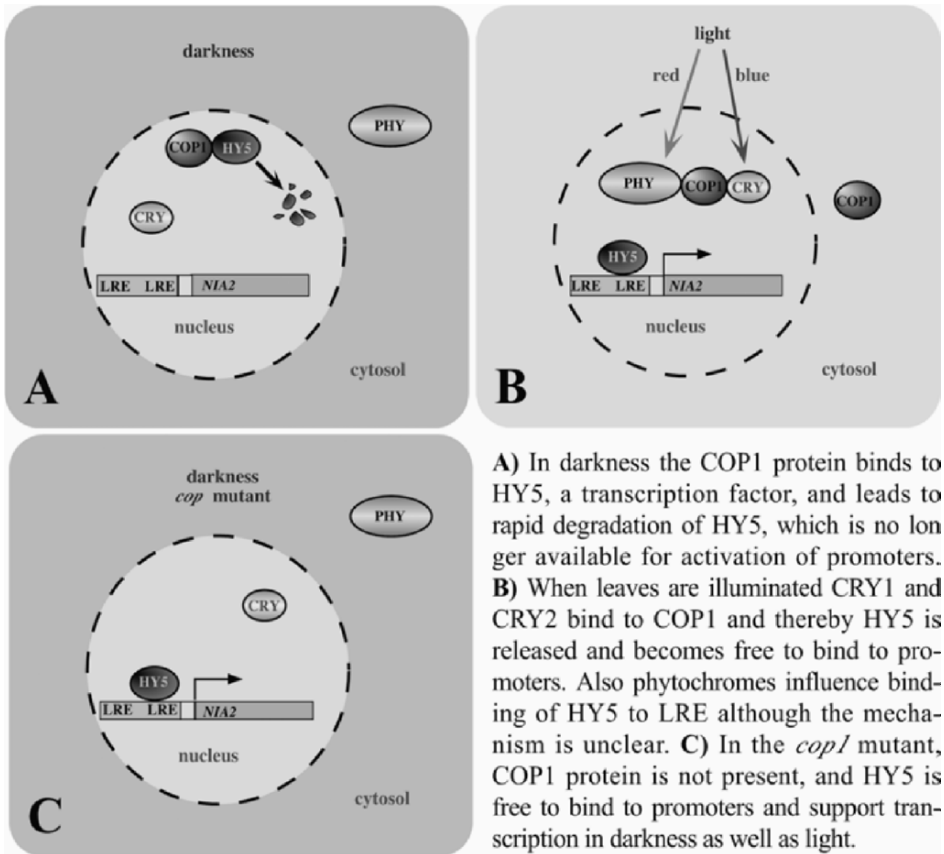 darkness
PHY
COP1 HY5
CRY
LRE LRE NIA2
nucleus
cytosol
A
light
red blue
PHY COP1 CRY
COP1
HY5
LRE LRE NIA2
nucleus
cytosol
B
darkness
cop mutant
PHY
CRY
HY5
LRE LRE NIA2
nucleus
cytosol
C
A) In darkness the COP1 protein binds to
HY5, a transcription factor, and leads to
rapid degradation of HY5, which is no lon-
ger available for activation of promoters.
B) When leaves are illuminated CRY1 and
CRY2 bind to COP1 and thereby HY5 is
released and becomes free to bind to pro-
moters. Also phytochromes influence bind-
ing of HY5 to LRE although the mecha-
nism is unclear. C) In the cop1 mutant,
COP1 protein is not present, and HY5 is
free to bind to promoters and support tran-
scription in darkness as well as light.